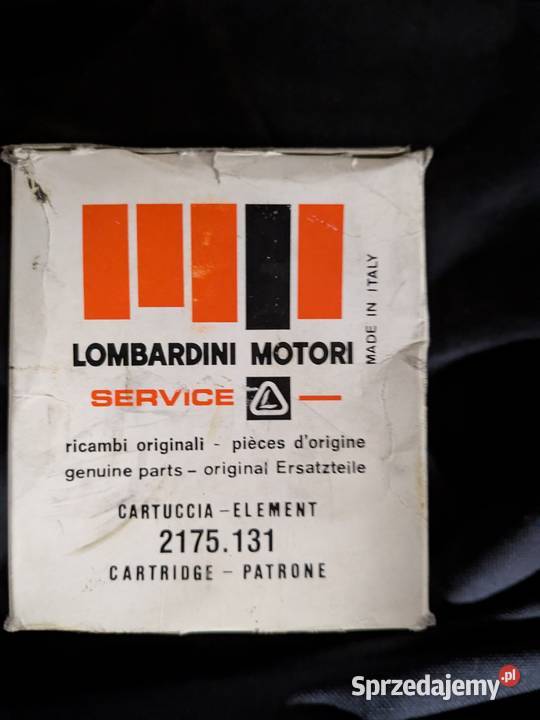 LOMBARDINI MOTORI
MADE IN ITALY
SERVICE
ricambi originali - pièces d'origine
genuine parts - original Ersatzteile
CARTUCCIA - ELEMENT
2175.131
CARTRIDGE - PATRONE
Sprzedajemy.pl